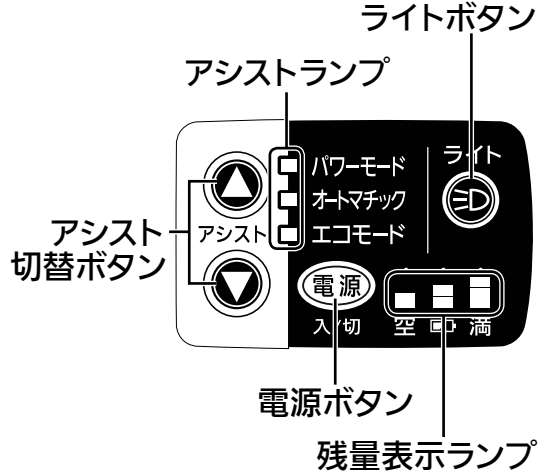 ライトボタン
アシストランプ
パワーモード
ライト
オートマチック
アシスト
切替ボタン
アシスト
エコモード
電源
入/切
空
満
電源ボタン
残量表示ランプ